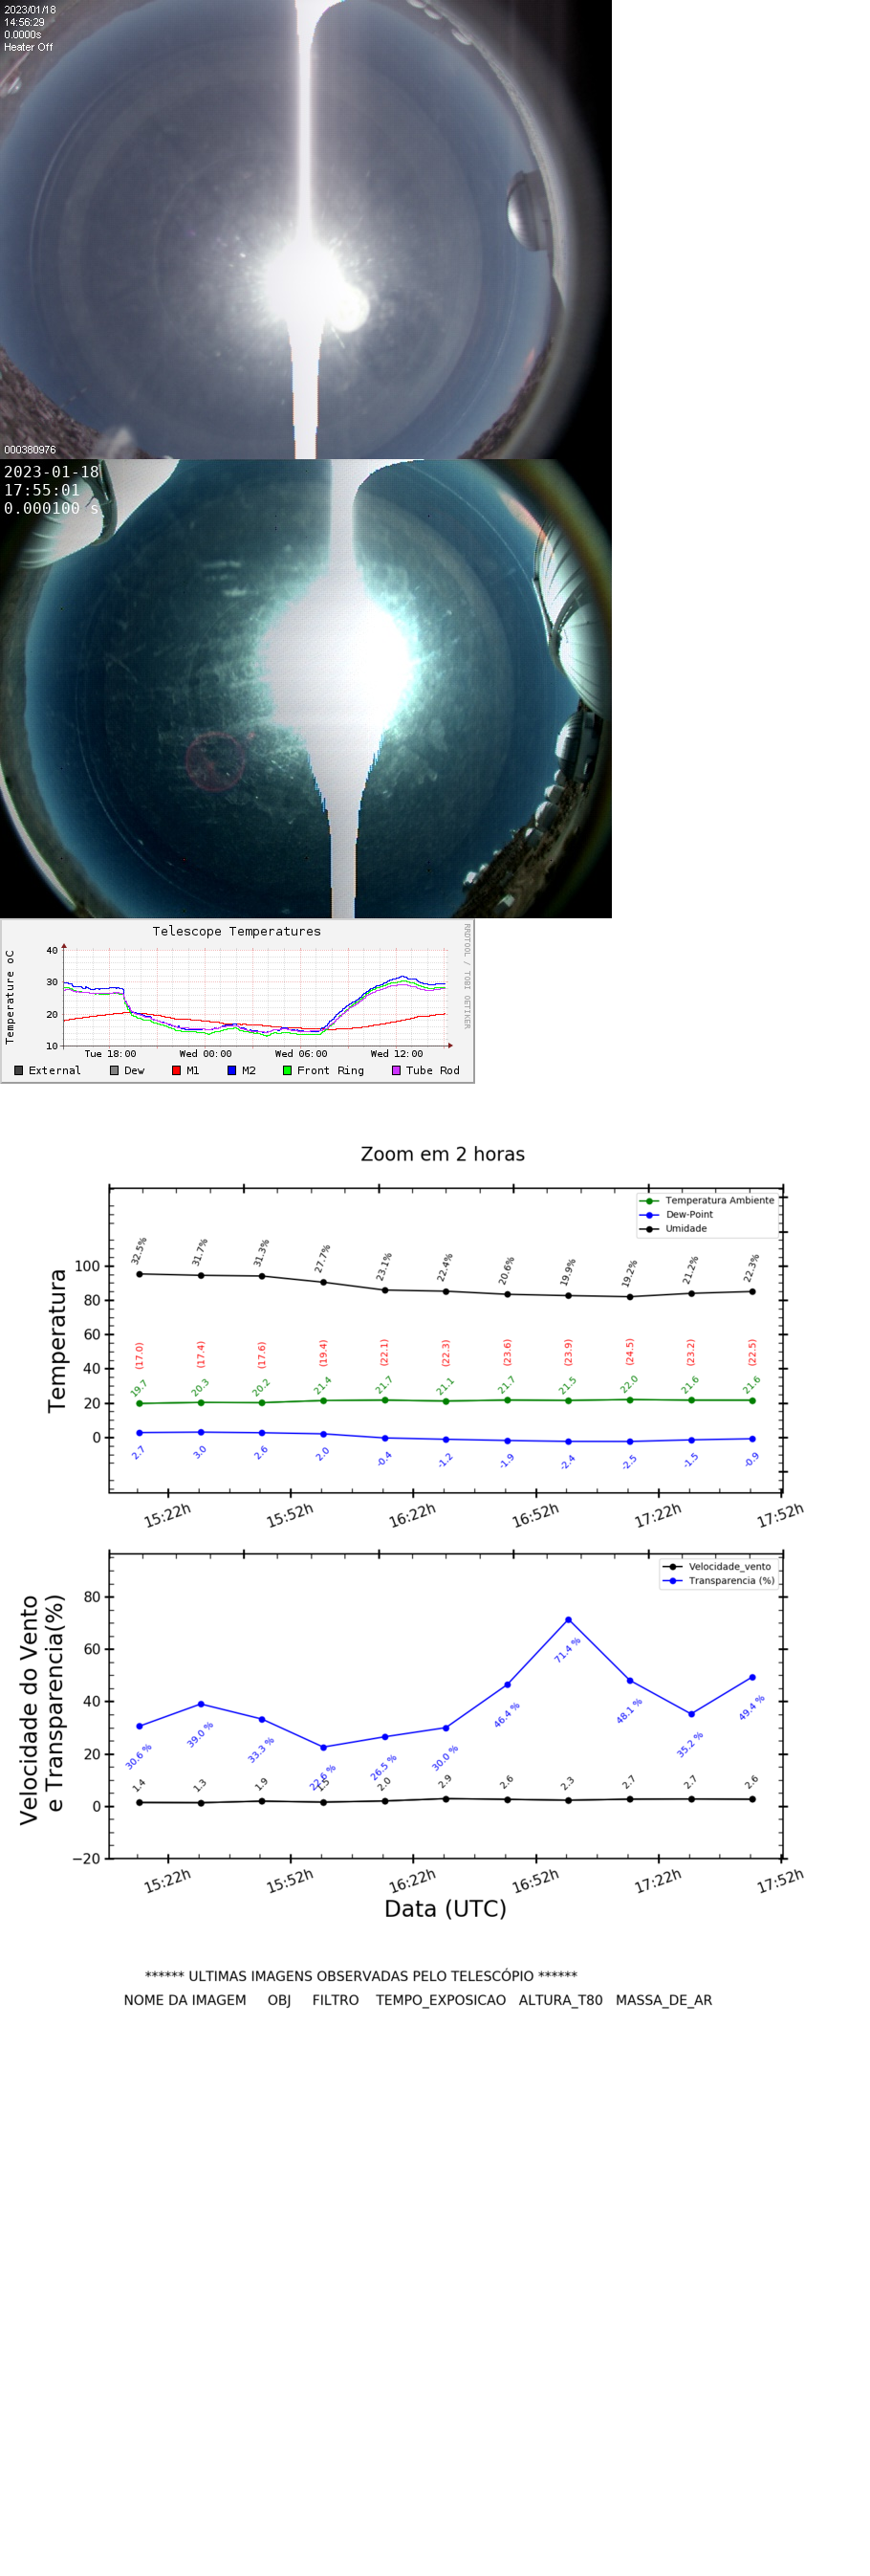 2023/01/18
14:56:29
0.0000s
Heater Off
000380976
2023-01-18
17:55:01
0.000100 s
Telescope Temperatures
RRDTOOL / TOBI OETIKER
Temperature oC
40
30
20
10
Tue 18:00 Wed 00:00 Wed 06:00 Wed 12:00
External Dew M1 M2 Front Ring Tube Rod
Zoom em 2 horas
Temperatura Ambiente
Dew-Point
Umidade
Temperatura
100
80
60
40
20
0
32.5% 31.7% 31.3% 27.7% 23.1% 22.4% 20.6% 19.9% 19.2% 21.2% 22.3%
(17.0) (17.4) (17.6) (19.4) (22.1) (22.3) (23.6) (23.9) (24.5) (23.2) (22.5)
19.7 20.3 20.2 21.4 21.7 21.1 21.7 21.5 22.0 21.6 21.6
2.7 3.0 2.6 2.0 -0.4 -1.2 -1.9 -2.4 -2.5 -1.5 -0.9
15:22h 15:52h 16:22h 16:52h 17:22h 17:52h
Velocidade_vento
Transparencia (%)
Velocidade do Vento
e Transparencia(%)
80
60
40
20
0
−20
30.6 % 39.0 % 33.3 % 22.6 % 26.5 % 30.0 % 46.4 % 71.4 % 48.1 % 35.2 % 49.4 %
1.4 1.3 1.9 1.5 2.0 2.9 2.6 2.3 2.7 2.7 2.6
15:22h 15:52h 16:22h 16:52h 17:22h 17:52h
Data (UTC)
****** ULTIMAS IMAGENS OBSERVADAS PELO TELESCÓPIO ******
NOME DA IMAGEM OBJ FILTRO TEMPO_EXPOSICAO ALTURA_T80 MASSA_DE_AR